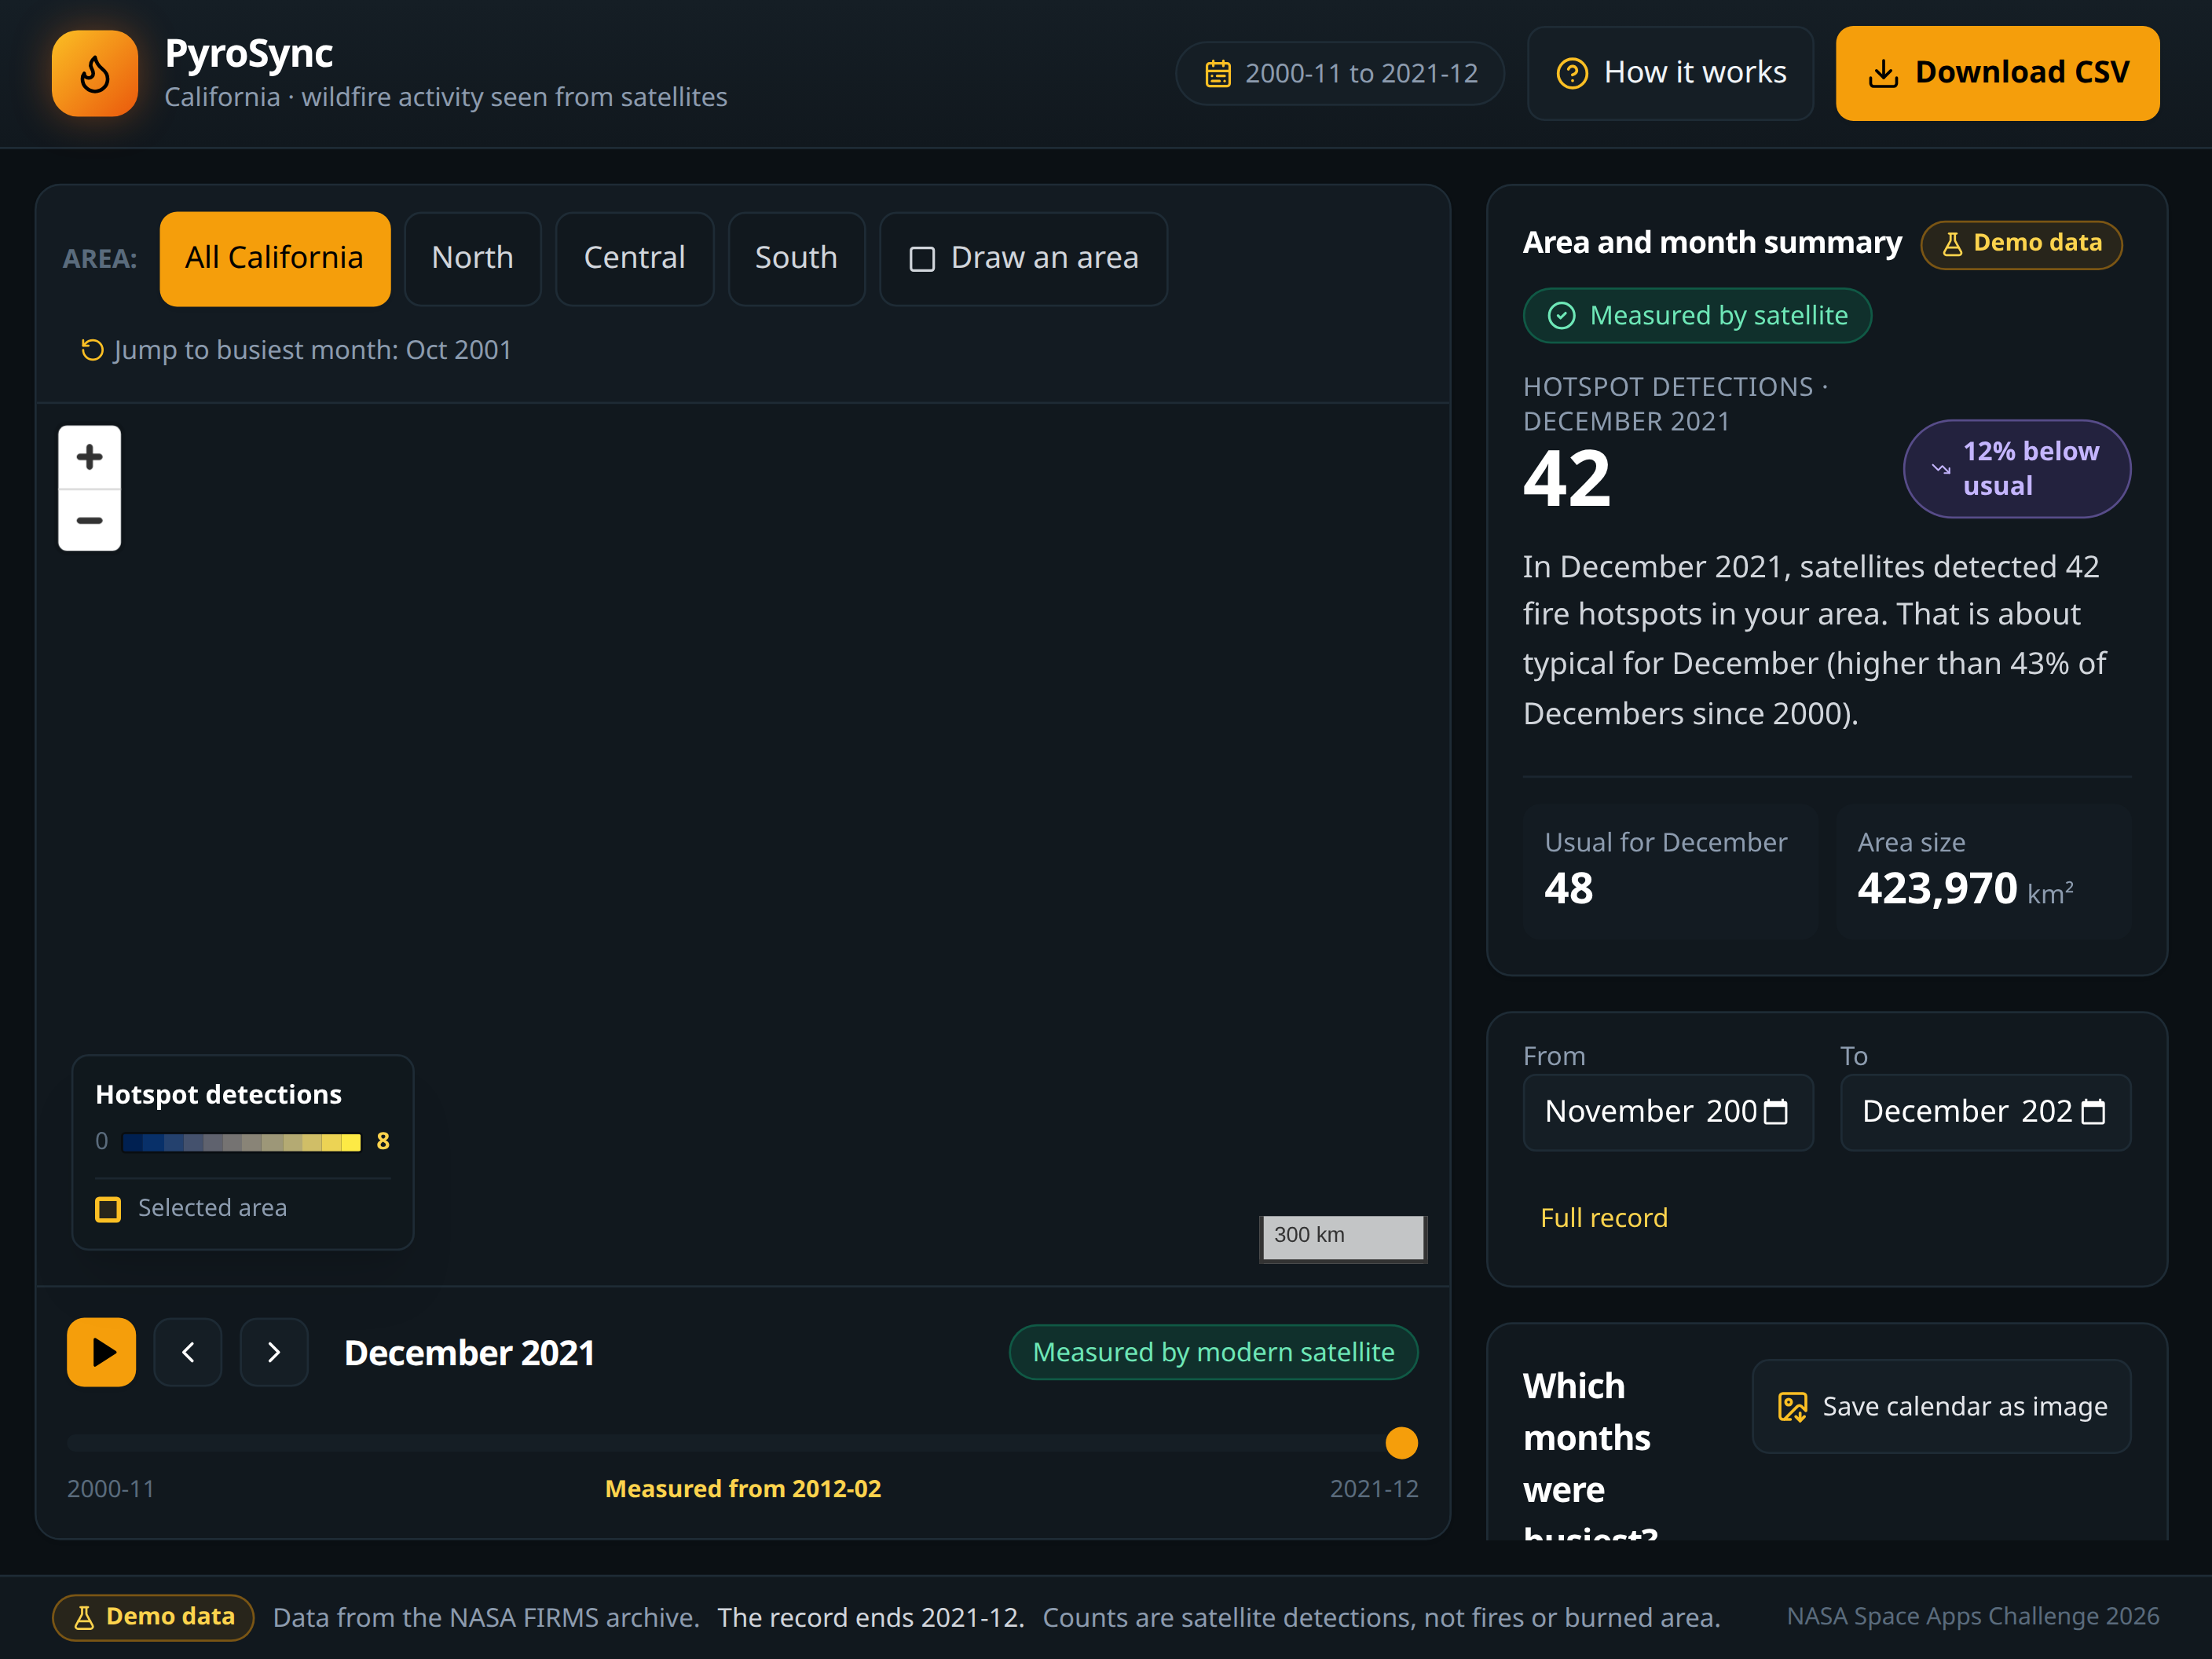 PyroSync
California · wildfire activity seen from satellites
2000-11 to 2021-12
How it works
Download CSV
AREA:
All California
North
Central
South
Draw an area
Jump to busiest month: Oct 2001
+
−
Hotspot detections
0
8
Selected area
300 km
December 2021
Measured by modern satellite
2000-11
Measured from 2012-02
2021-12
Area and month summary
Demo data
Measured by satellite
HOTSPOT DETECTIONS ·
DECEMBER 2021
42
12% below
usual
In December 2021, satellites detected 42
fire hotspots in your area. That is about
typical for December (higher than 43% of
Decembers since 2000).
Usual for December
48
Area size
423,970 km²
From
November 200
To
December 202
Full record
Which
months
were
busiest?
Save calendar as image
Demo data
Data from the NASA FIRMS archive. The record ends 2021-12. Counts are satellite detections, not fires or burned area.
NASA Space Apps Challenge 2026